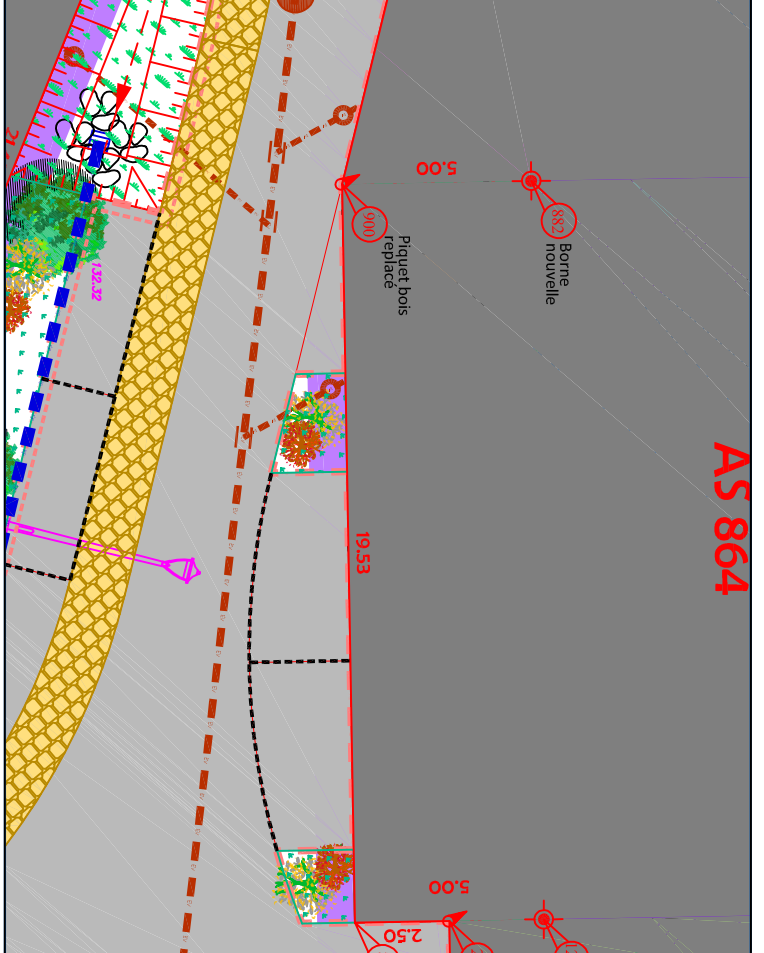 5.00
900
Piquet bois
replacé
882
Borne
nouvelle
132.32
AS 864
19.53
5.00
2.50